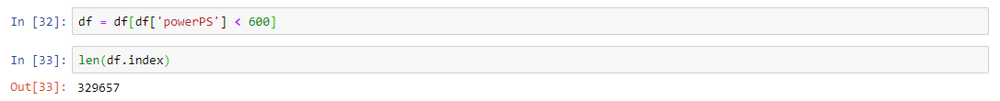 In [32]: df = df[df['powerPS'] < 600]
In [33]: len(df.index)
Out[33]: 329657